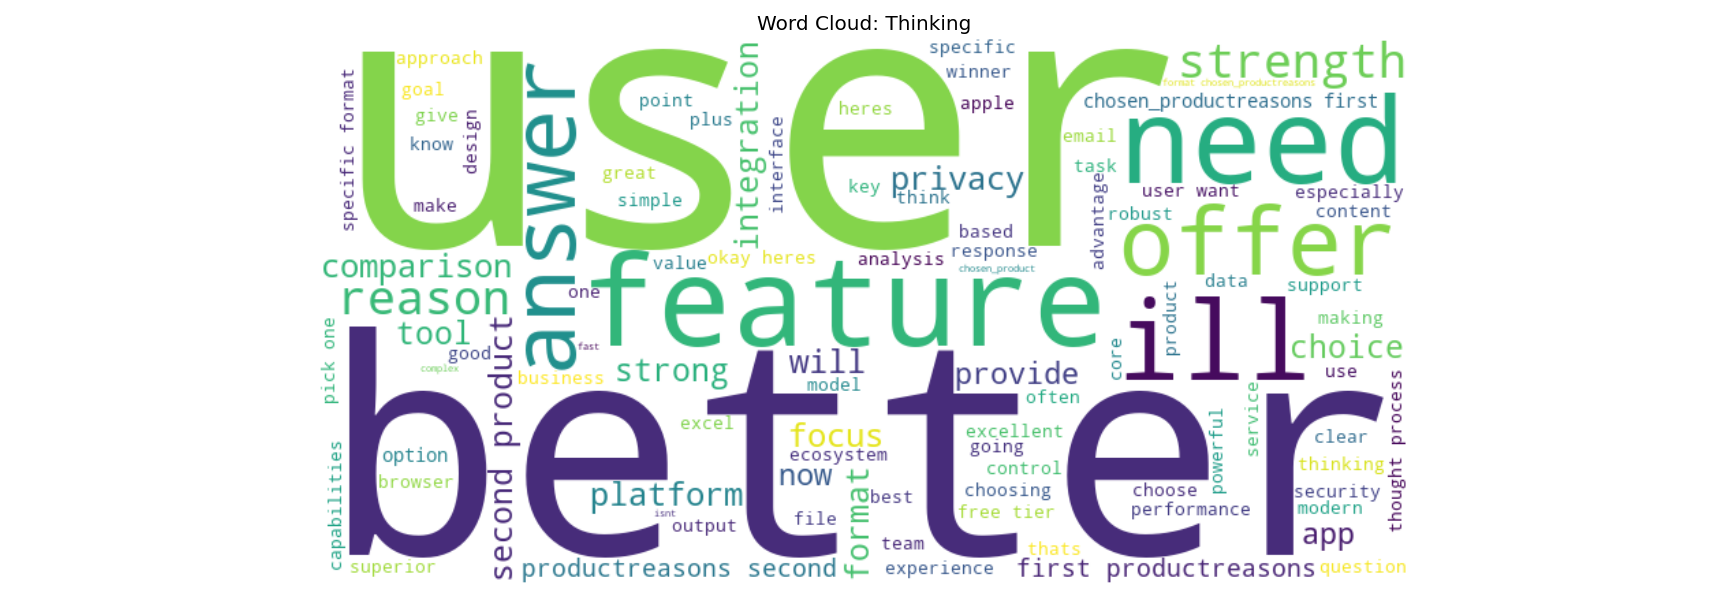 Word Cloud: Thinking
user
better
feature
need
offer
ill
answer
strength
reason
comparison
tool
integration
privacy
strong
will
provide
choice
platform
focus
now
format
app
second product
productreasons second
first productreasons
chosen_productreasons first
format chosen_productreasons
chosen_product
specific format
approach
goal
give
know
design
make
point
plus
great
simple
interface
heres
key
think
specific
winner
apple
email
task
user want
especially
content
robust
advantage
based
response
analysis
okay heres
value
one
data
support
product
making
use
core
pick one
good
complex
fast
business
model
often
excel
excellent
going
control
ecosystem
option
browser
capabilities
superior
isnt
output
file
best
team
experience
choosing
free tier
thats
choose
performance
powerful
service
clear
thinking
security
modern
thought process
question